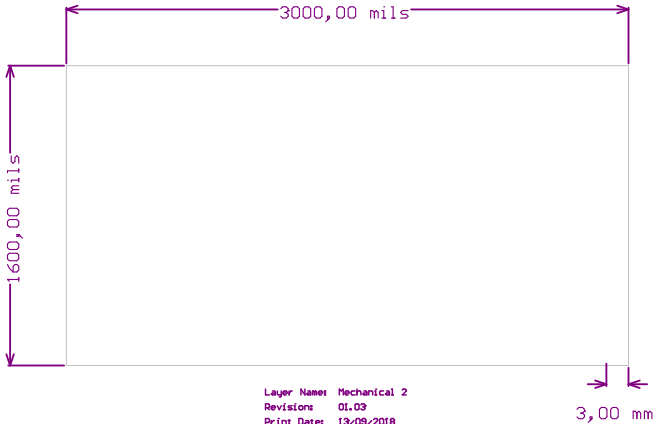 3000,00 mils
1600,00 mils
Layer Name: Mechanical 2
Revision: 01.03
3,00 mm
Print Date: 13/09/2018